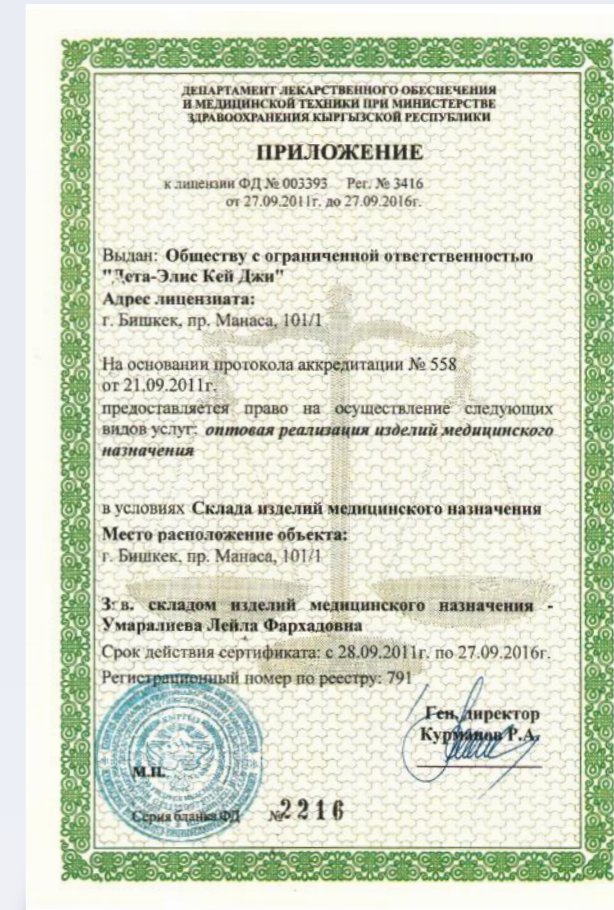 ДЕПАРТАМЕНТ ЛЕКАРСТВЕННОГО ОБЕСПЕЧЕНИЯ
И МЕДИЦИНСКОЙ ТЕХНИКИ ПРИ МИНИСТЕРСТВЕ
ЗДРАВООХРАНЕНИЯ КЫРГЫЗСКОЙ РЕСПУБЛИКИ
ПРИЛОЖЕНИЕ
к лицензии ФД № 003393 Рег. № 3416
от 27.09.2011г. до 27.09.2016г.
Выдан: Обществу с ограниченной ответственностью
"Дета-Элис Кей Джи"
Адрес лицензиата:
г. Бишкек, пр. Манаса, 101/1
На основании протокола аккредитации № 558
от 21.09.2011г.
предоставляется право на осуществление следующих
видов услуг: оптовая реализация изделий медицинского
назначения
в условиях Склада изделий медицинского назначения
Место расположение объекта:
г. Бишкек, пр. Манаса, 101/1
Зав. складом изделий медицинского назначения -
Умаралиева Лейла Фархадовна
Срок действия сертификата: с 28.09.2011г. по 27.09.2016г.
Регистрационный номер по реестру: 791
Ген. директор
Курманов Р.А.
М.П.
Серия бланка ФД №2216